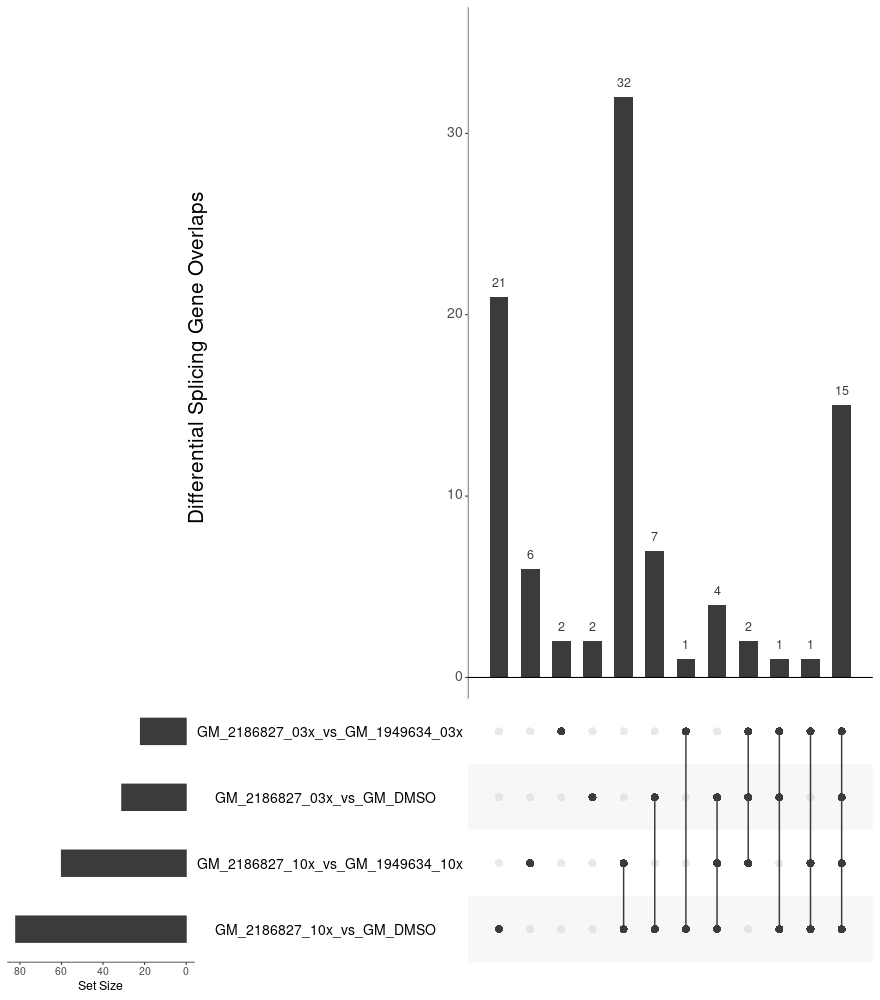 Differential Splicing Gene Overlaps
30
20
10
0
21
6
2
2
32
7
1
4
2
1
1
15
GM_2186827_03x_vs_GM_1949634_03x
GM_2186827_03x_vs_GM_DMSO
GM_2186827_10x_vs_GM_1949634_10x
GM_2186827_10x_vs_GM_DMSO
80 60 40 20 0
Set Size